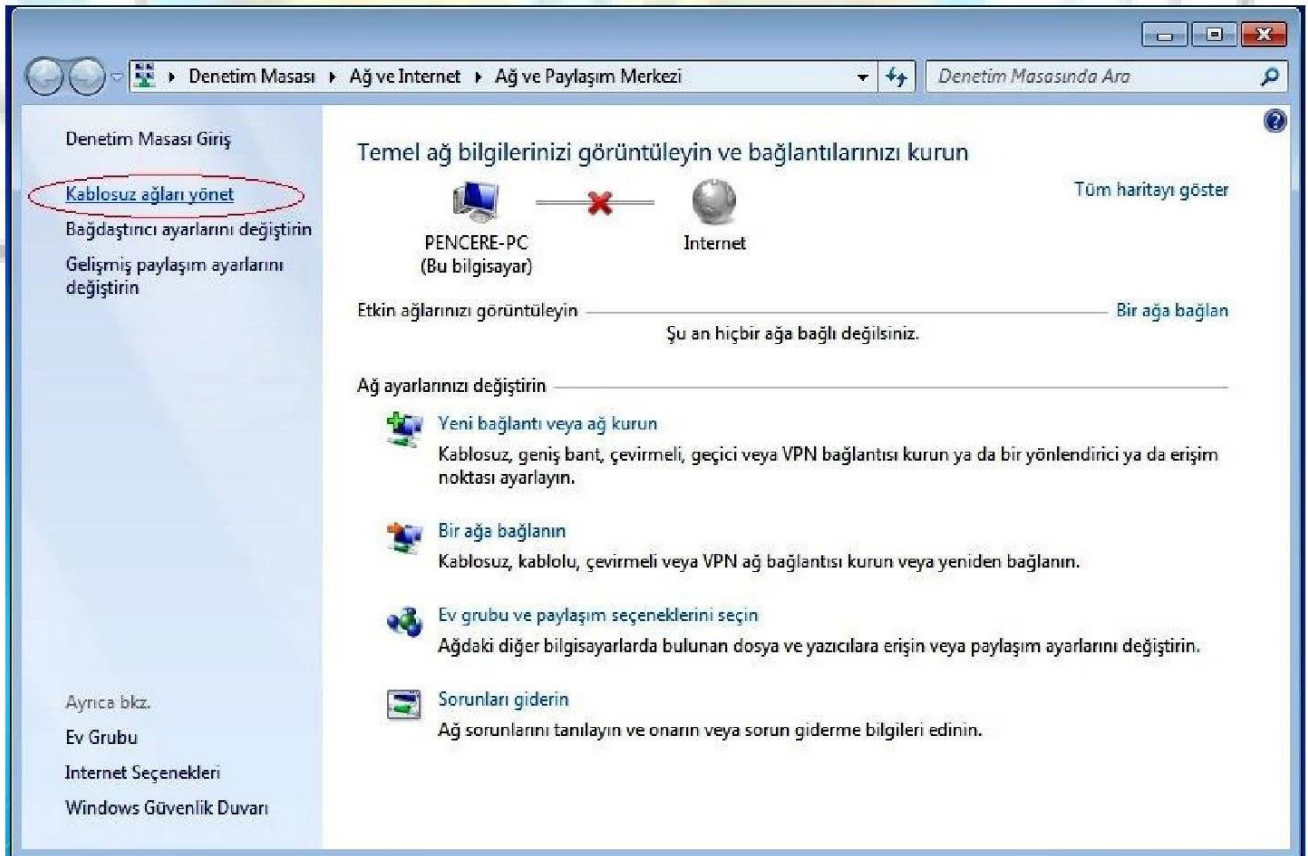 Denetim Masası ▸ Ağ ve Internet ▸ Ağ ve Paylaşım Merkezi
Denetim Masasında Ara
Denetim Masası Giriş
Kablosuz ağları yönet
Bağdaştırıcı ayarlarını değiştirin
Gelişmiş paylaşım ayarlarını
değiştirin
Temel ağ bilgilerinizi görüntüleyin ve bağlantılarınızı kurun
Tüm haritayı göster
PENCERE-PC
(Bu bilgisayar)
Internet
Etkin ağlarınızı görüntüleyin
Bir ağa bağlan
Şu an hiçbir ağa bağlı değilsiniz.
Ağ ayarlarınızı değiştirin
Yeni bağlantı veya ağ kurun
Kablosuz, geniş bant, çevirmeli, geçici veya VPN bağlantısı kurun ya da bir yönlendirici ya da erişim
noktası ayarlayın.
Bir ağa bağlanın
Kablosuz, kablolu, çevirmeli veya VPN ağ bağlantısı kurun veya yeniden bağlanın.
Ev grubu ve paylaşım seçeneklerini seçin
Ağdaki diğer bilgisayarlarda bulunan dosya ve yazıcılara erişin veya paylaşım ayarlarını değiştirin.
Sorunları giderin
Ağ sorunlarını tanılayın ve onarın veya sorun giderme bilgileri edinin.
Ayrıca bkz.
Ev Grubu
Internet Seçenekleri
Windows Güvenlik Duvarı